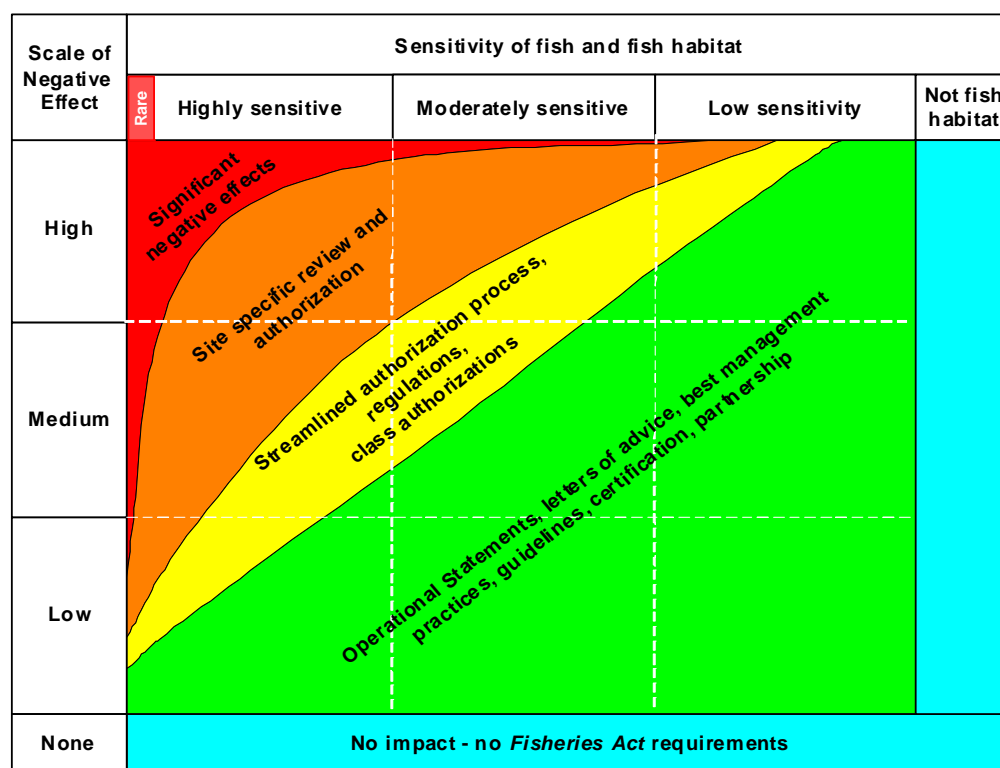 Scale of
Negative
Effect
Sensitivity of fish and fish habitat
Rare
Highly sensitive
Moderately sensitive
Low sensitivity
Not fish
habitat
High
Significant
negative effects
Site specific review and
authorization
Medium
Streamlined authorization process,
regulations,
class authorizations
Low
Operational Statements, letters of advice, best management
practices, guidelines, certification, partnership
None
No impact - no Fisheries Act requirements